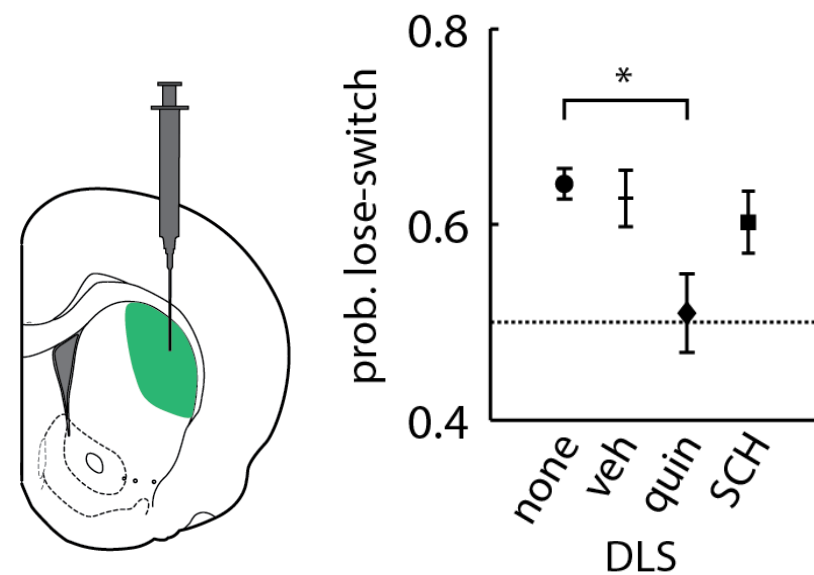 prob. lose-switch
0.8
0.6
0.4
*
none
veh
quin
SCH
DLS